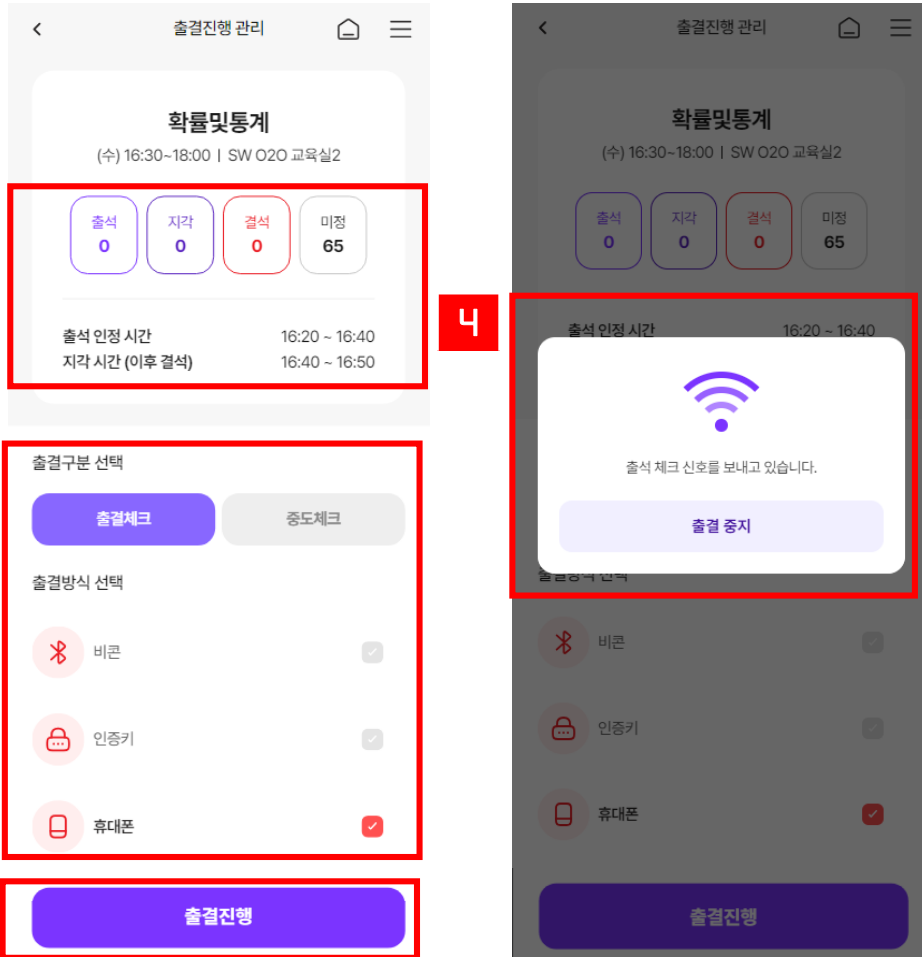 출결진행 관리
확률및통계
(수) 16:30~18:00 | SW O2O 교육실2
출석 지각 결석 미정
0 0 0 65
출석 인정 시간 16:20 ~ 16:40
지각 시간 (이후 결석) 16:40 ~ 16:50
출결구분 선택
출결체크 중도체크
출결방식 선택
비콘
인증키
휴대폰
출결진행
4
출결진행 관리
확률및통계
(수) 16:30~18:00 | SW O2O 교육실2
출석 지각 결석 미정
0 0 0 65
출석 인정 시간 16:20 ~ 16:40
출석 체크 신호를 보내고 있습니다.
출결 중지
출결방식 선택
비콘
인증키
휴대폰
출결진행